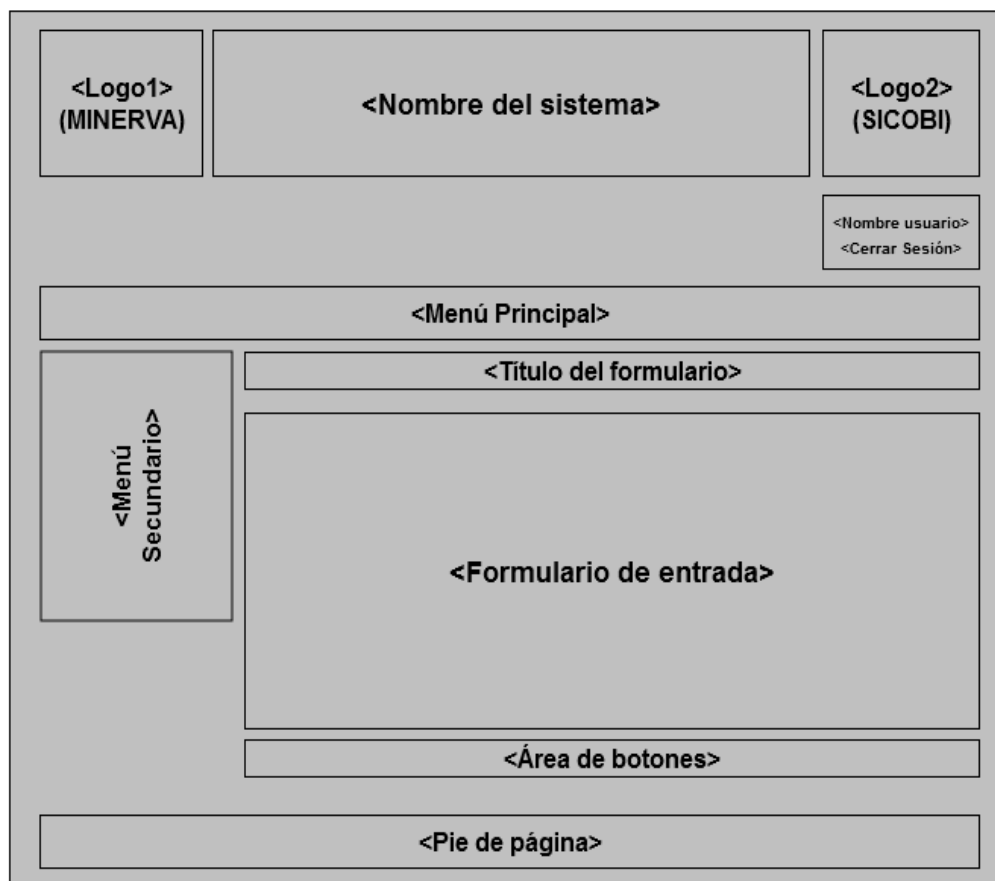 <Logo1>
(MINERVA)
<Nombre del sistema>
<Logo2>
(SICOBI)
<Nombre usuario>
<Cerrar Sesión>
<Menú Principal>
<Menú
Secundario>
<Título del formulario>
<Formulario de entrada>
<Área de botones>
<Pie de página>